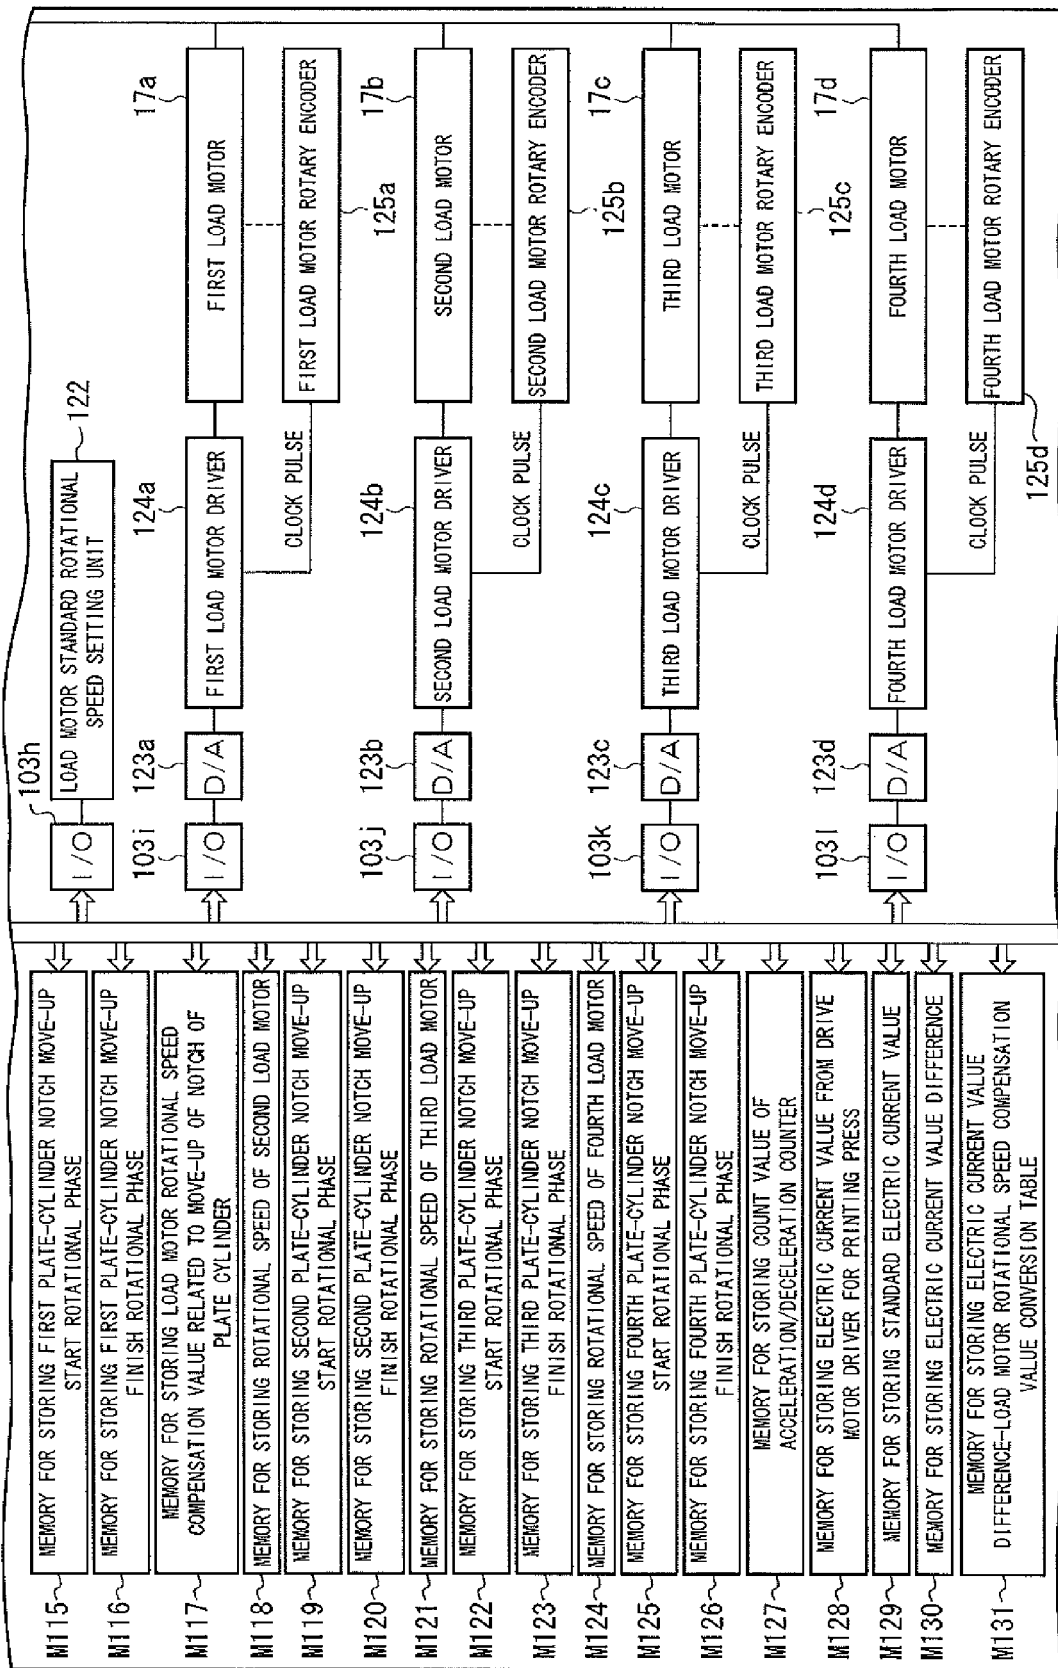 M115
MEMORY FOR STORING FIRST PLATE-CYLINDER NOTCH MOVE-UP
START ROTATIONAL PHASE
M116
MEMORY FOR STORING FIRST PLATE-CYLINDER NOTCH MOVE-UP
FINISH ROTATIONAL PHASE
M117
MEMORY FOR STORING LOAD MOTOR ROTATIONAL SPEED
COMPENSATION VALUE RELATED TO MOVE-UP OF NOTCH OF
PLATE CYLINDER
M118
MEMORY FOR STORING ROTATIONAL SPEED OF SECOND LOAD MOTOR
M119
MEMORY FOR STORING SECOND PLATE-CYLINDER NOTCH MOVE-UP
START ROTATIONAL PHASE
M120
MEMORY FOR STORING SECOND PLATE-CYLINDER NOTCH MOVE-UP
FINISH ROTATIONAL PHASE
M121
MEMORY FOR STORING ROTATIONAL SPEED OF THIRD LOAD MOTOR
M122
MEMORY FOR STORING THIRD PLATE-CYLINDER NOTCH MOVE-UP
START ROTATIONAL PHASE
M123
MEMORY FOR STORING THIRD PLATE-CYLINDER NOTCH MOVE-UP
FINISH ROTATIONAL PHASE
M124
MEMORY FOR STORING ROTATIONAL SPEED OF FOURTH LOAD MOTOR
M125
MEMORY FOR STORING FOURTH PLATE-CYLINDER NOTCH MOVE-UP
START ROTATIONAL PHASE
M126
MEMORY FOR STORING FOURTH PLATE-CYLINDER NOTCH MOVE-UP
FINISH ROTATIONAL PHASE
M127
MEMORY FOR STORING COUNT VALUE OF
ACCELERATION/DECELERATION COUNTER
M128
MEMORY FOR STORING ELECTRIC CURRENT VALUE FROM DRIVE
MOTOR DRIVER FOR PRINTING PRESS
M129
MEMORY FOR STORING STANDARD ELECTRIC CURRENT VALUE
M130
MEMORY FOR STORING ELECTRIC CURRENT VALUE DIFFERENCE
M131
MEMORY FOR STORING ELECTRIC CURRENT VALUE
DIFFERENCE-LOAD MOTOR ROTATIONAL SPEED COMPENSATION
VALUE CONVERSION TABLE
103h
I/O
LOAD MOTOR STANDARD ROTATIONAL
SPEED SETTING UNIT
122
103i
I/O
123a
D/A
124a
FIRST LOAD MOTOR DRIVER
17a
FIRST LOAD MOTOR
CLOCK PULSE
FIRST LOAD MOTOR ROTARY ENCODER
125a
103j
I/O
123b
D/A
124b
SECOND LOAD MOTOR DRIVER
17b
SECOND LOAD MOTOR
CLOCK PULSE
SECOND LOAD MOTOR ROTARY ENCODER
125b
103k
I/O
123c
D/A
124c
THIRD LOAD MOTOR DRIVER
17c
THIRD LOAD MOTOR
CLOCK PULSE
THIRD LOAD MOTOR ROTARY ENCODER
125c
103l
I/O
123d
D/A
124d
FOURTH LOAD MOTOR DRIVER
17d
FOURTH LOAD MOTOR
CLOCK PULSE
FOURTH LOAD MOTOR ROTARY ENCODER
125d